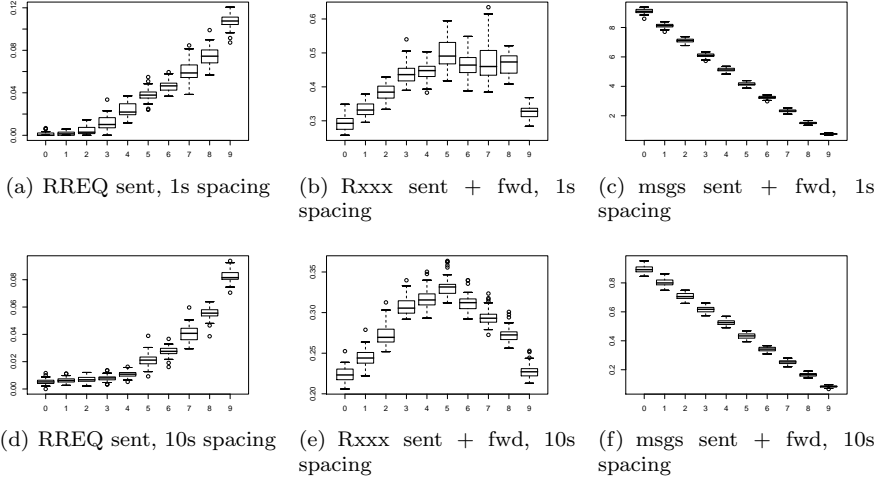 0.00 0.04 0.08 0.12
0 1 2 3 4 5 6 7 8 9
(a) RREQ sent, 1s spacing
0.3 0.4 0.5 0.6
0 1 2 3 4 5 6 7 8 9
(b) Rxxx sent + fwd, 1s
spacing
2 4 6 8
0 1 2 3 4 5 6 7 8 9
(c) msgs sent + fwd, 1s
spacing
0.00 0.02 0.04 0.06 0.08
0 1 2 3 4 5 6 7 8 9
(d) RREQ sent, 10s spacing
0.20 0.25 0.30 0.35
0 1 2 3 4 5 6 7 8 9
(e) Rxxx sent + fwd, 10s
spacing
0.2 0.4 0.6 0.8
0 1 2 3 4 5 6 7 8 9
(f) msgs sent + fwd, 10s
spacing